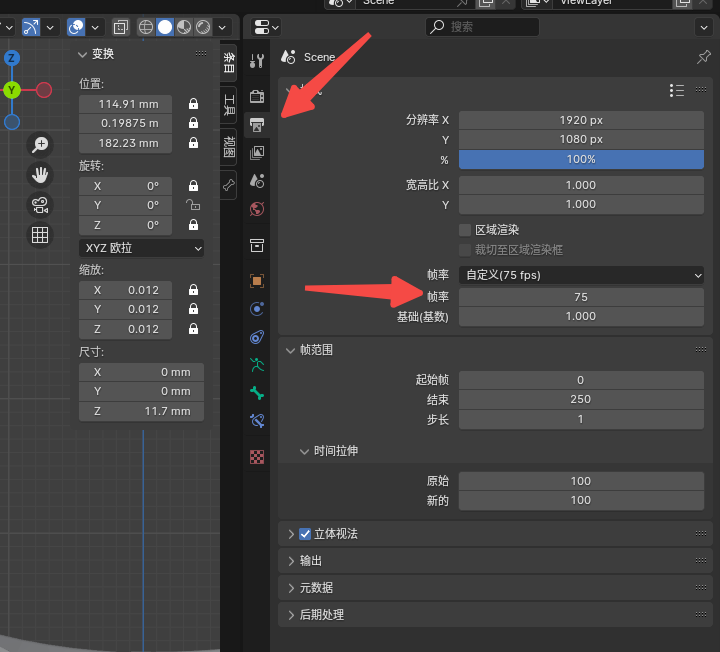 Scene
ViewLayer
搜索
Z
Y
变换
位置:
114.91 mm
0.19875 m
182.23 mm
旋转:
X 0°
Y 0°
Z 0°
XYZ 欧拉
缩放:
X 0.012
Y 0.012
Z 0.012
尺寸:
X 0 mm
Y 0 mm
Z 11.7 mm
条目
工具
视图
Scene
分辨率 X 1920 px
Y 1080 px
% 100%
宽高比 X 1.000
Y 1.000
区域渲染
裁切至区域渲染框
帧率 自定义(75 fps)
帧率 75
基础(基数) 1.000
帧范围
起始帧 0
结束 250
步长 1
时间拉伸
原始 100
新的 100
立体视法
输出
元数据
后期处理